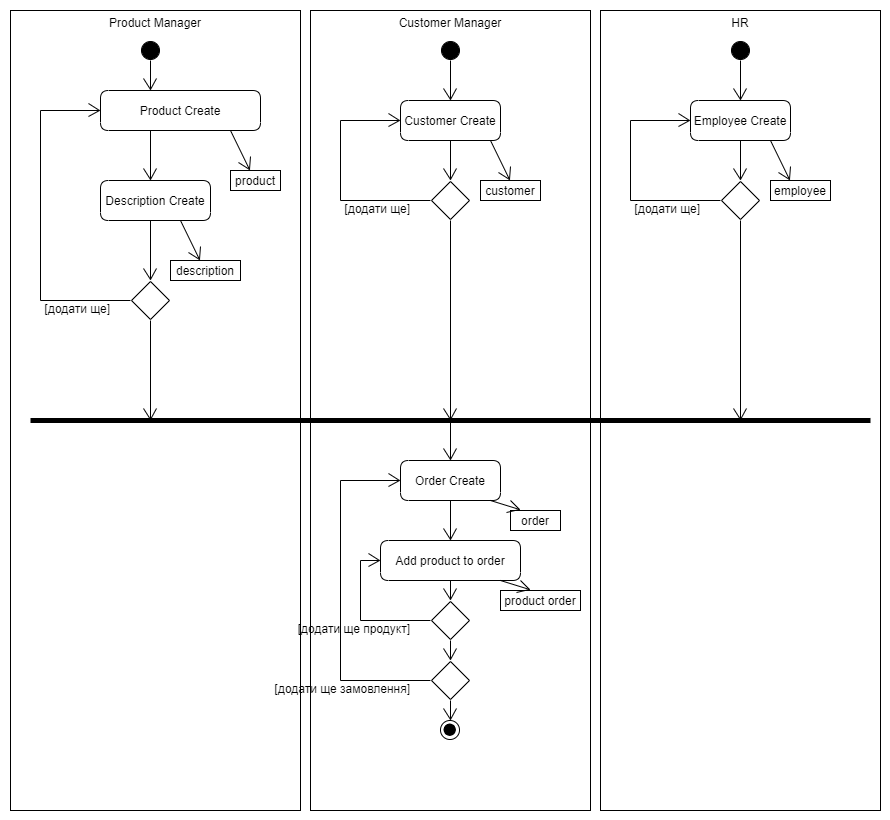 Product Manager
Customer Manager
HR
Product Create
product
Description Create
description
[додати ще]
Customer Create
customer
[додати ще]
Employee Create
employee
[додати ще]
Order Create
order
Add product to order
product order
[додати ще продукт]
[додати ще замовлення]